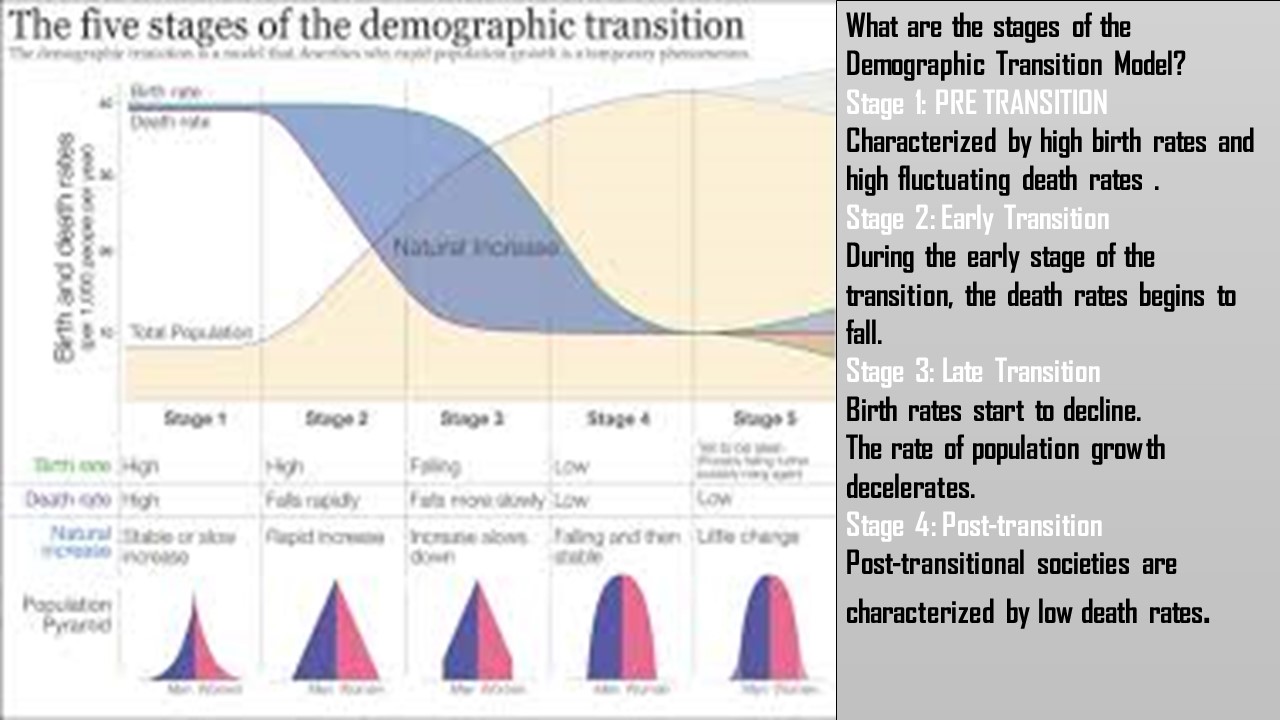 The five stages of the demographic transition
The demographic transition is a model that describes why rapid population growth is a temporary phenomenon.
Birth rate
Death rate
40
Birth and death rates
(per 1,000 people per year)
10
Natural Increase
Total Population
Stage 1 Stage 2 Stage 3 Stage 4 Stage 5
Birth rate High High Falling Low
Death rate High Falls rapidly Falls more slowly Low Low
Natural increase Stable or slow increase Rapid increase Increase slows down Falling and then stable Little change
Population
Pyramid
Men Women Men Women Men Women Men Women Men Women
What are the stages of the
Demographic Transition Model?
Stage 1: PRE TRANSITION
Characterized by high birth rates and
high fluctuating death rates .
Stage 2: Early Transition
During the early stage of the
transition, the death rates begins to
fall.
Stage 3: Late Transition
Birth rates start to decline.
The rate of population growth
decelerates.
Stage 4: Post-transition
Post-transitional societies are
characterized by low death rates.